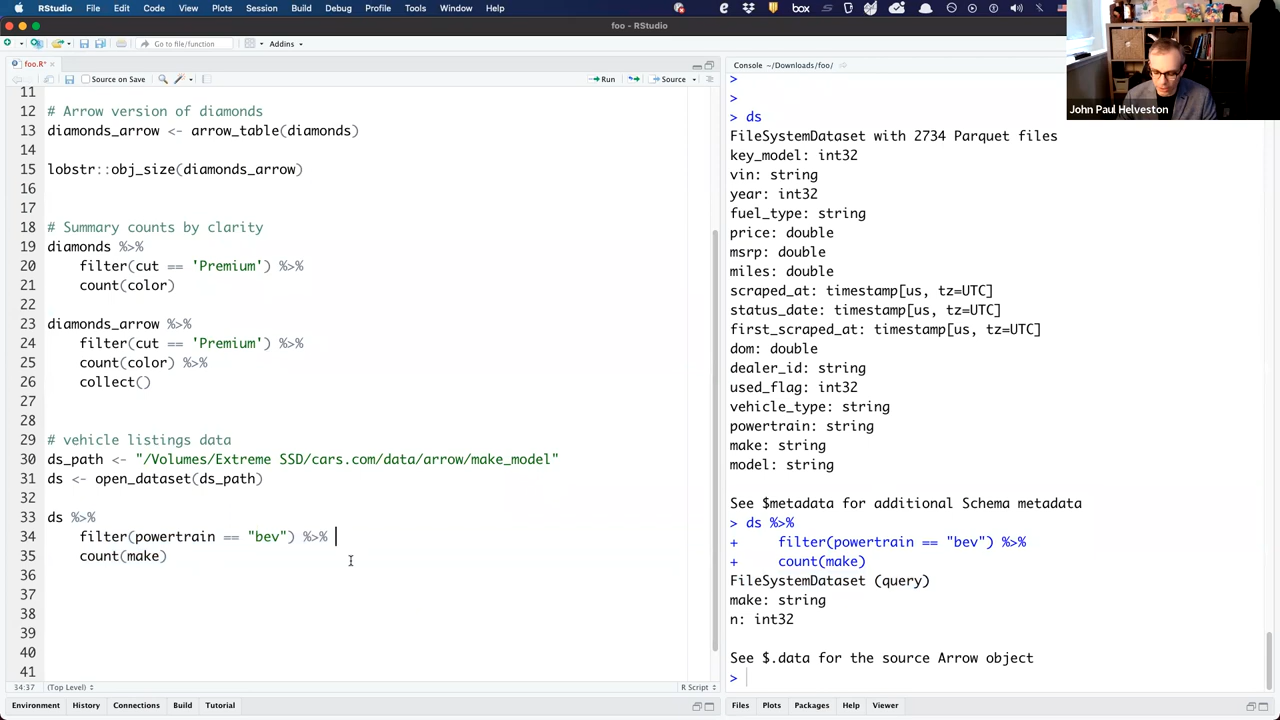 RStudio File Edit Code View Plots Session Build Debug Profile Tools Window Help
foo - RStudio
Go to file/function
Addins
foo.R*
Source on Save
Run
Source
11
12 # Arrow version of diamonds
13 diamonds_arrow <- arrow_table(diamonds)
14
15 lobstr::obj_size(diamonds_arrow)
16
17
18 # Summary counts by clarity
19 diamonds %>%
20 filter(cut == 'Premium') %>%
21 count(color)
22
23 diamonds_arrow %>%
24 filter(cut == 'Premium') %>%
25 count(color) %>%
26 collect()
27
28
29 # vehicle listings data
30 ds_path <- "/Volumes/Extreme SSD/cars.com/data/arrow/make_model"
31 ds <- open_dataset(ds_path)
32
33 ds %>%
34 filter(powertrain == "bev") %>%
35 count(make)
36
37
38
39
40
41
34:37 (Top Level) R Script
Environment History Connections Build Tutorial
Console ~/Downloads/foo/
>
>
> ds
FileSystemDataset with 2734 Parquet files
key_model: int32
vin: string
year: int32
fuel_type: string
price: double
msrp: double
miles: double
scraped_at: timestamp[us, tz=UTC]
status_date: timestamp[us, tz=UTC]
first_scraped_at: timestamp[us, tz=UTC]
dom: double
dealer_id: string
used_flag: int32
vehicle_type: string
powertrain: string
make: string
model: string
See $metadata for additional Schema metadata
> ds %>%
+ filter(powertrain == "bev") %>%
+ count(make)
FileSystemDataset (query)
make: string
n: int32
See $.data for the source Arrow object
>
Files Plots Packages Help Viewer
John Paul Helveston